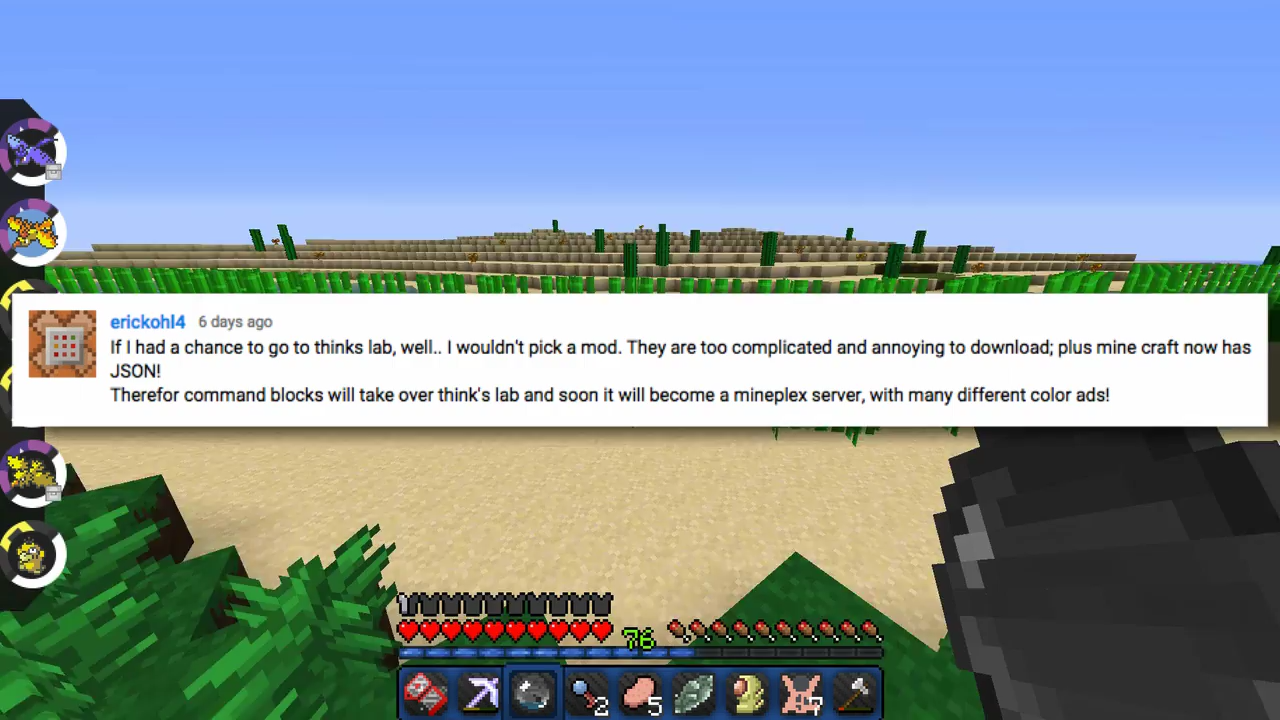 erickohl4 6 days ago
If I had a chance to go to thinks lab, well.. I wouldn't pick a mod. They are too complicated and annoying to download; plus mine craft now has
JSON!
Therefor command blocks will take over think's lab and soon it will become a mineplex server, with many different color ads!
76
2 5 7